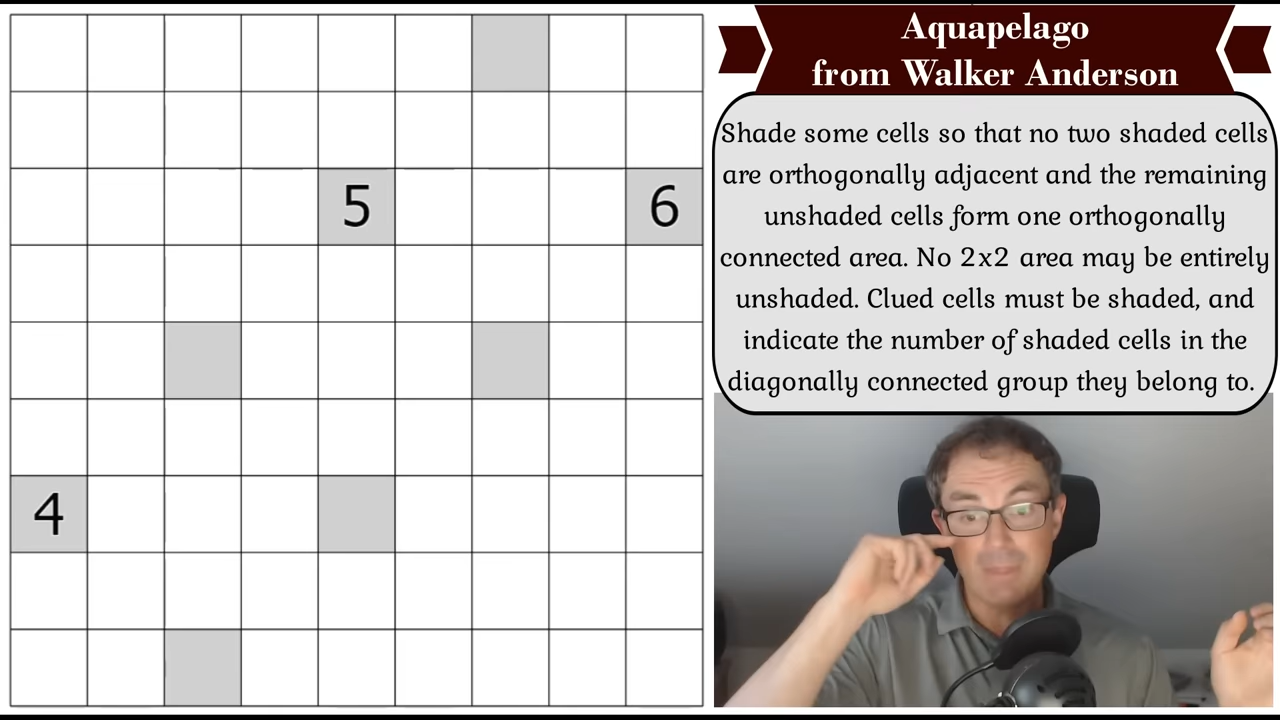 Aquapelago
from Walker Anderson
Shade some cells so that no two shaded cells
are orthogonally adjacent and the remaining
unshaded cells form one orthogonally
connected area. No 2x2 area may be entirely
unshaded. Clued cells must be shaded, and
indicate the number of shaded cells in the
diagonally connected group they belong to.
5 6
4